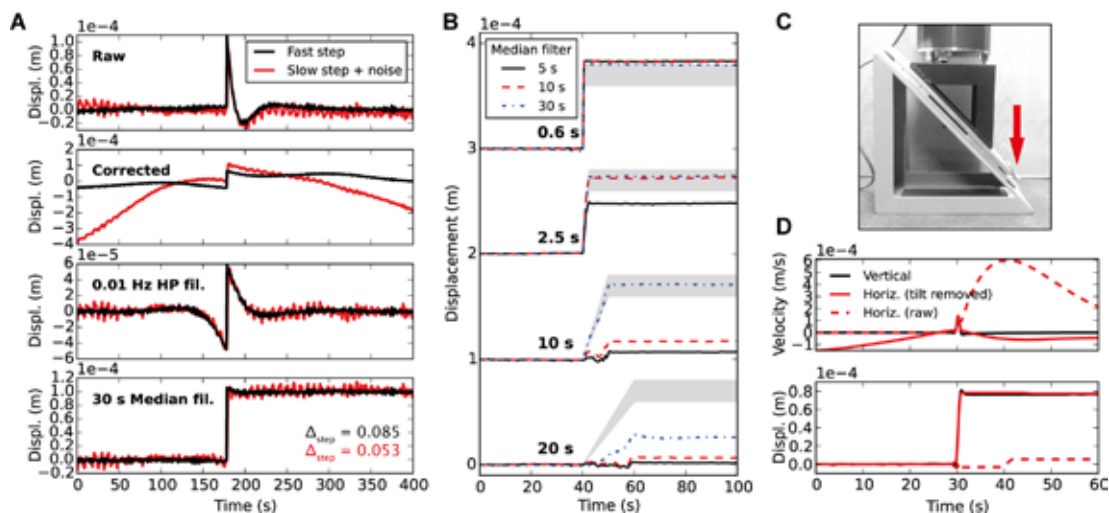 A
1e−4
1.0
0.8
0.6
0.4
0.2
0.0
−0.2
Displ. (m)
Raw
Fast step
Slow step + noise
1e−4
2
1
0
−1
−2
−3
−4
Displ. (m)
Corrected
1e−5
6
4
2
0
−2
−4
−6
Displ. (m)
0.01 Hz HP fil.
1e−4
1.2
1.0
0.8
0.6
0.4
0.2
0.0
Displ. (m)
30 s Median fil.
Δstep = 0.085
Δstep = 0.053
0 50 100 150 200 250 300 350 400
Time (s)
B
1e−4
4
3
2
1
0
Displacement (m)
Median filter
5 s
10 s
30 s
0.6 s
2.5 s
10 s
20 s
0 20 40 60 80 100
Time (s)
C
D
1e−4
6
5
4
3
2
1
0
−1
Velocity (m/s)
Vertical
Horiz. (tilt removed)
Horiz. (raw)
1e−4
0.8
0.6
0.4
0.2
0.0
Displ. (m)
0 10 20 30 40 50 60
Time (s)